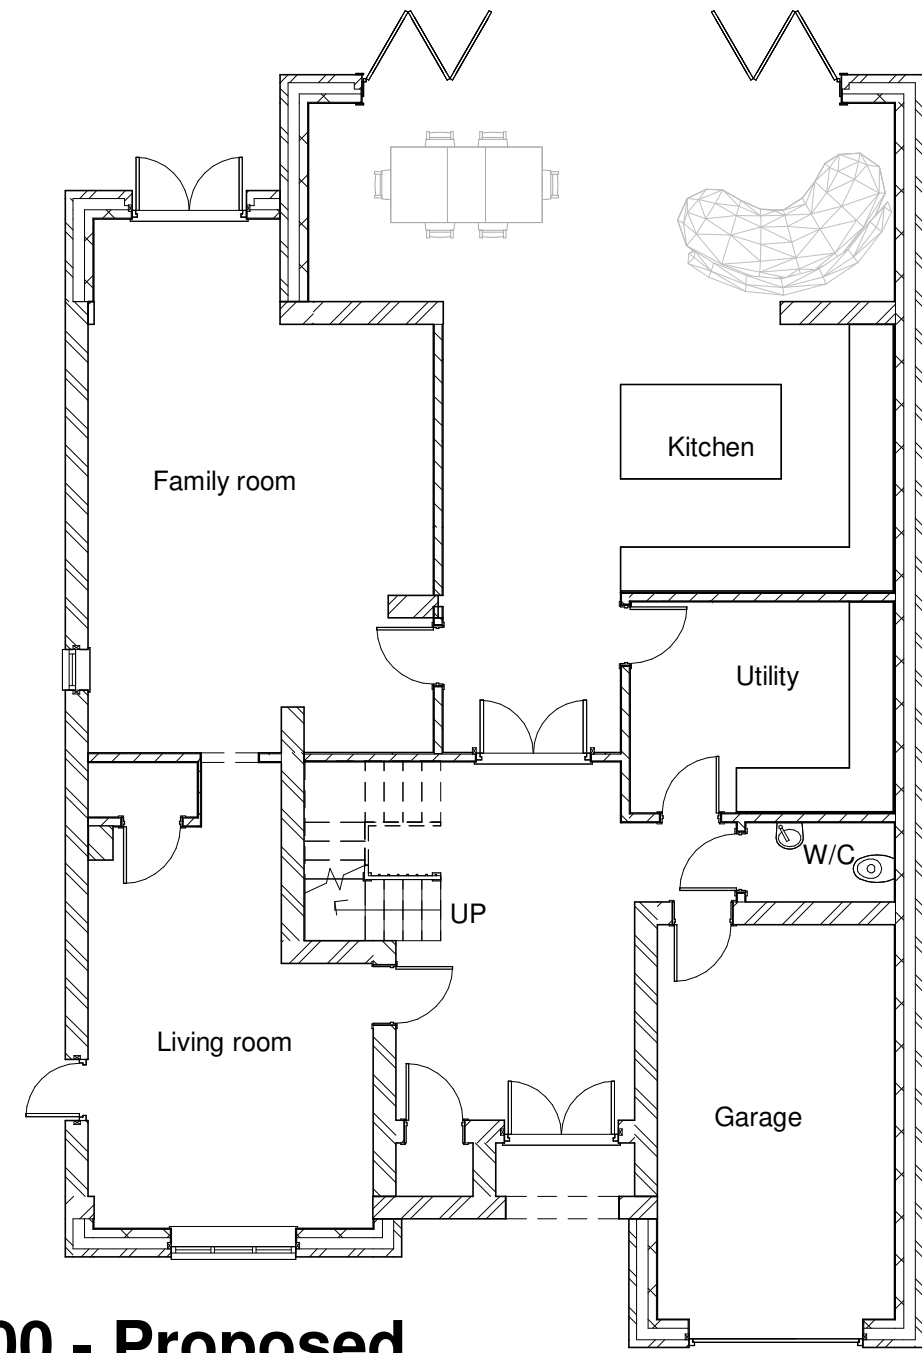 Kitchen
Family room
Utility
W/C
UP
Living room
Garage
00 - Proposed